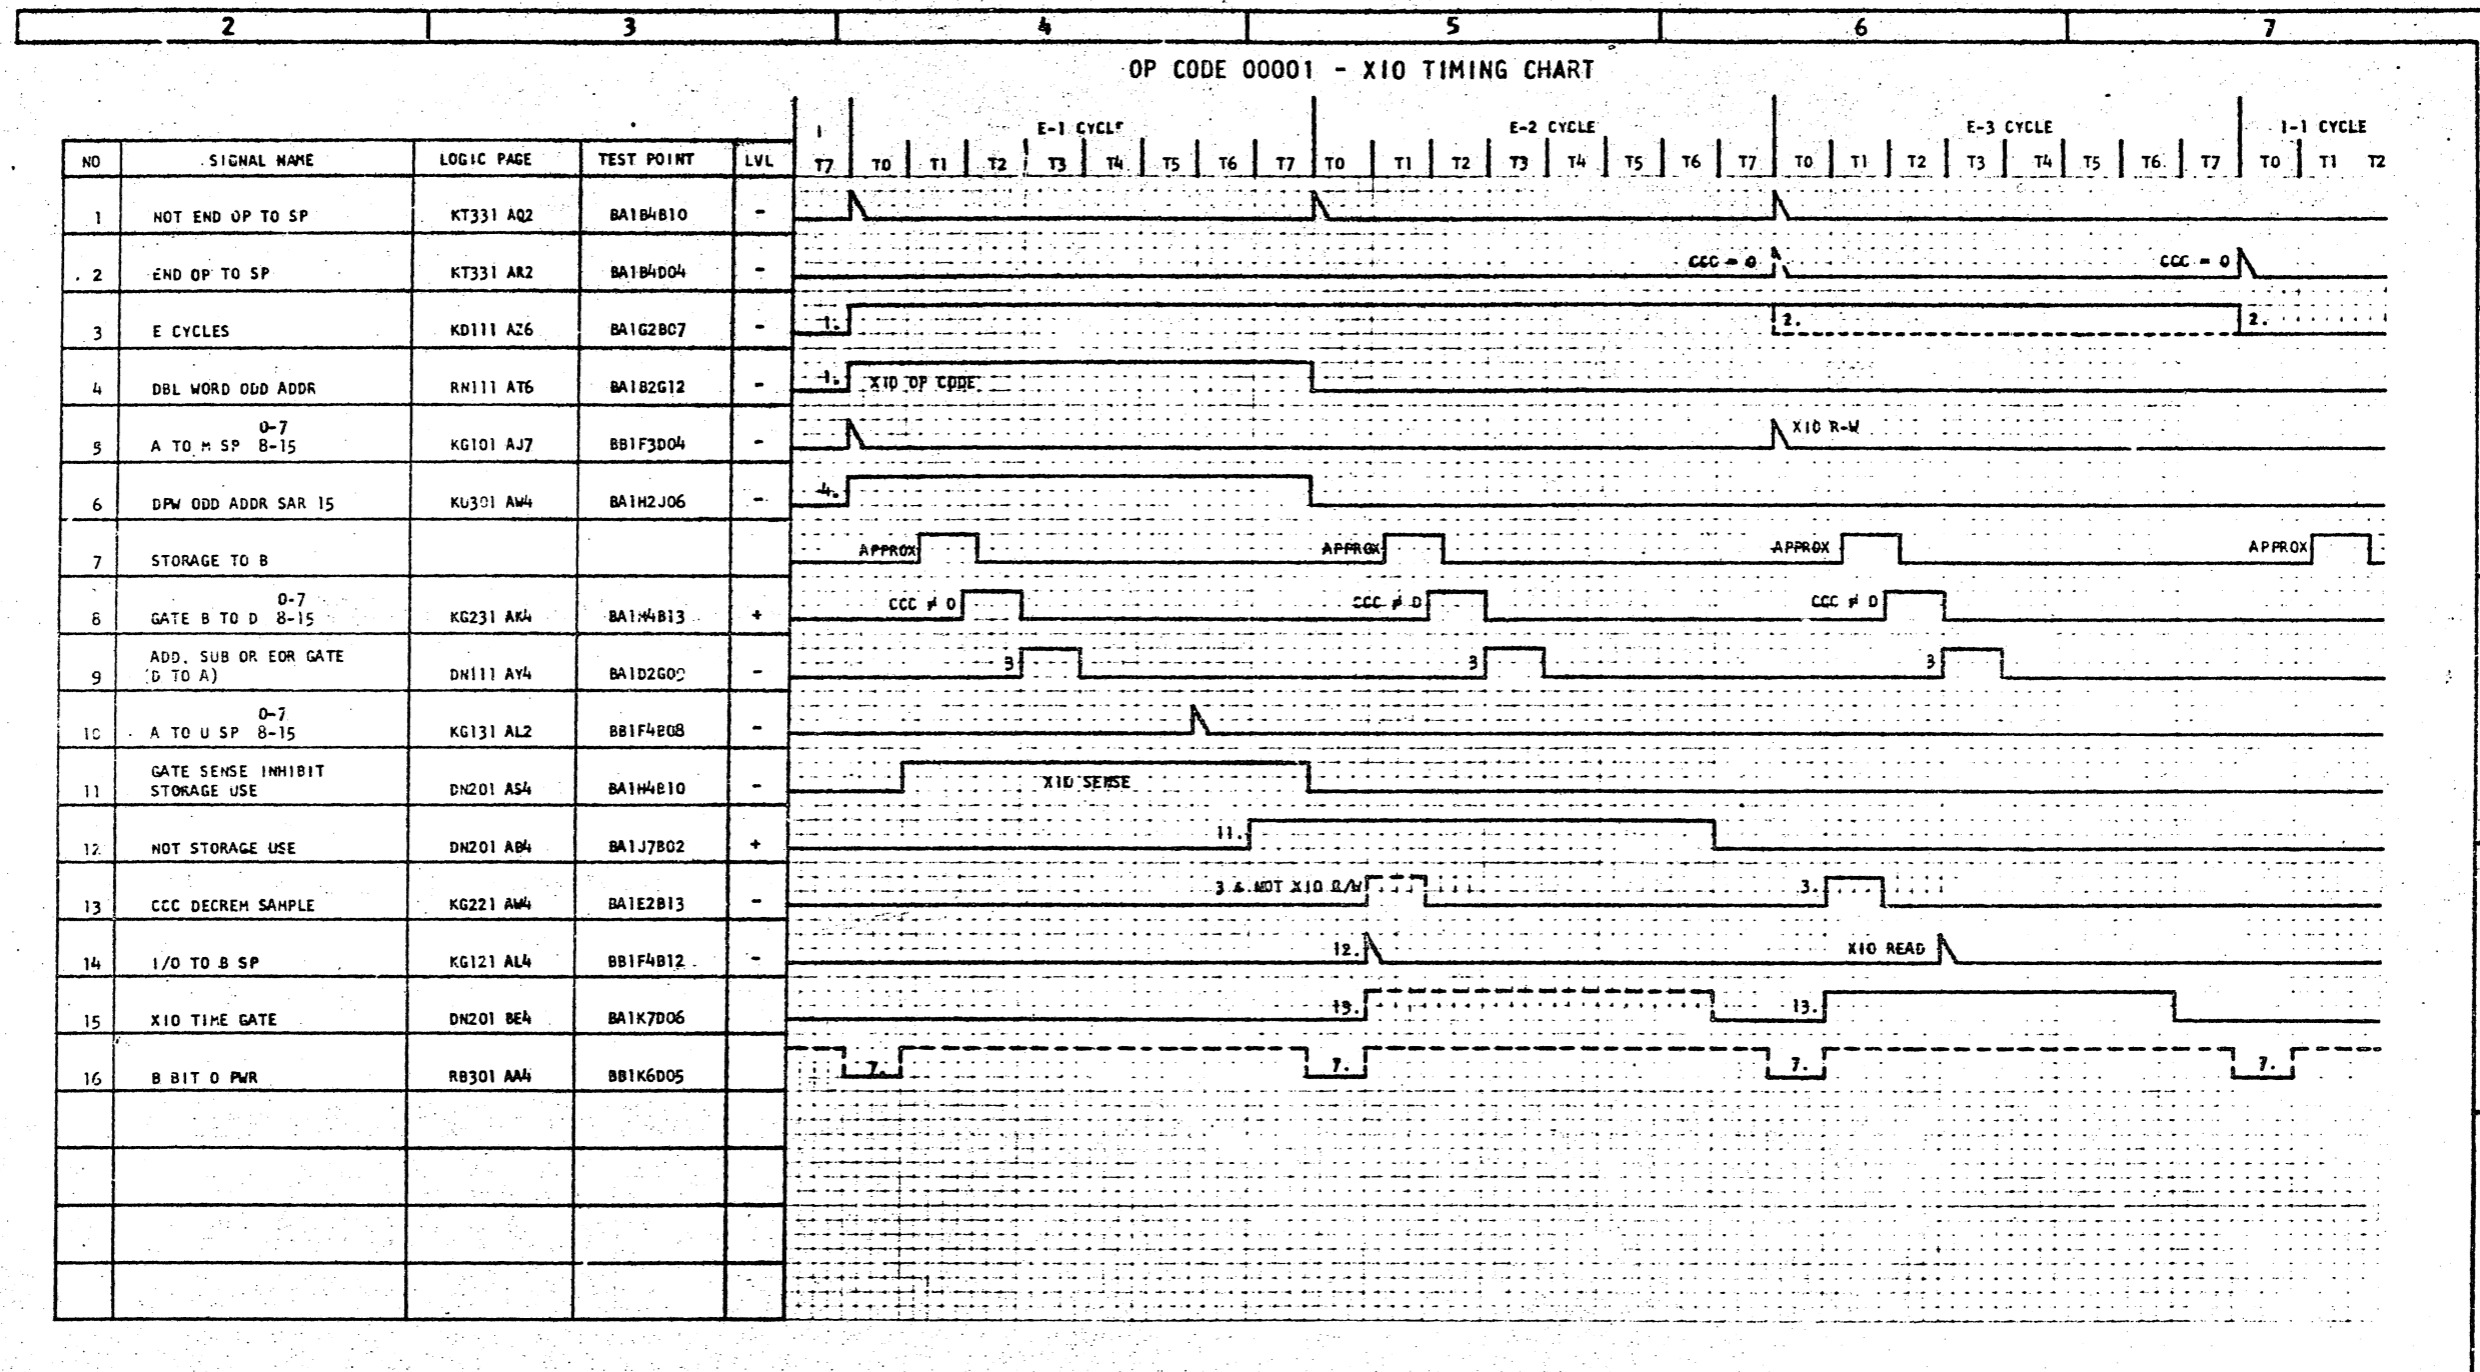 2 3 4 5 6 7
OP CODE 00001 - XIO TIMING CHART
I E-1 CYCLE E-2 CYCLE E-3 CYCLE I-1 CYCLE
NO SIGNAL NAME LOGIC PAGE TEST POINT LVL T7 T0 T1 T2 T3 T4 T5 T6 T7 T0 T1 T2 T3 T4 T5 T6 T7 T0 T1 T2 T3 T4 T5 T6. T7 T0 T1 T2
1 NOT END OP TO SP KT331 AQ2 BA1B4B10 -
CCC = 0 CCC = 0
2 END OP TO SP KT331 AR2 BA1B4D04 -
1. 2. 2.
3 E CYCLES KD111 AZ6 BA1G2B07 -
1. XIO OP CODE
4 DBL WORD ODD ADDR RN111 AT6 BA1B2G12 -
0-7 XIO R-W
5 A TO M SP 8-15 KG101 AJ7 BB1F3D04 -
4.
6 DPW ODD ADDR SAR 15 KU301 AW4 BA1H2J06 -
APPROX APPROX APPROX APPROX
7 STORAGE TO B
0-7 CCC ≠ 0 CCC ≠ 0 CCC ≠ 0
8 GATE B TO D 8-15 KG231 AK4 BA1H4B13 +
ADD, SUB OR EOR GATE 3 3 3
9 (D TO A) DN111 AY4 BA1D2G09 -
0-7
10 A TO U SP 8-15 KG131 AL2 BB1F4B08 -
GATE SENSE INHIBIT XIO SENSE
11 STORAGE USE DN201 AS4 BA1H4B10 -
11.
12 NOT STORAGE USE DN201 AB4 BA1J7B02 +
3 & NOT XIO R/W 3.
13 CCC DECREM SAMPLE KG221 AW4 BA1E2B13 -
12. XIO READ
14 I/O TO B SP KG121 AL4 BB1F4B12 -
13. 13.
15 XIO TIME GATE DN201 BE4 BA1K7D06
7. 7. 7. 7.
16 B BIT 0 PWR RB301 AA4 BB1K6D05